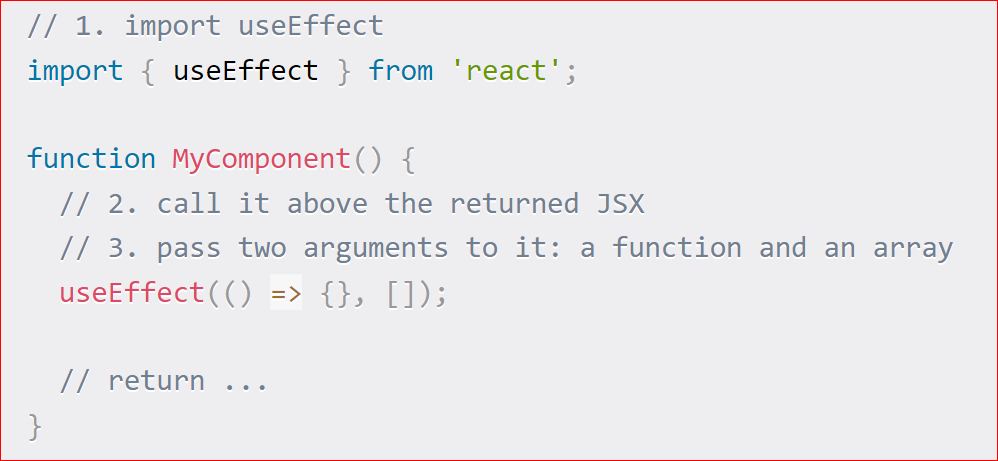 // 1. import useEffect
import { useEffect } from 'react';
function MyComponent() {
// 2. call it above the returned JSX
// 3. pass two arguments to it: a function and an array
useEffect(() => {}, []);
// return ...
}